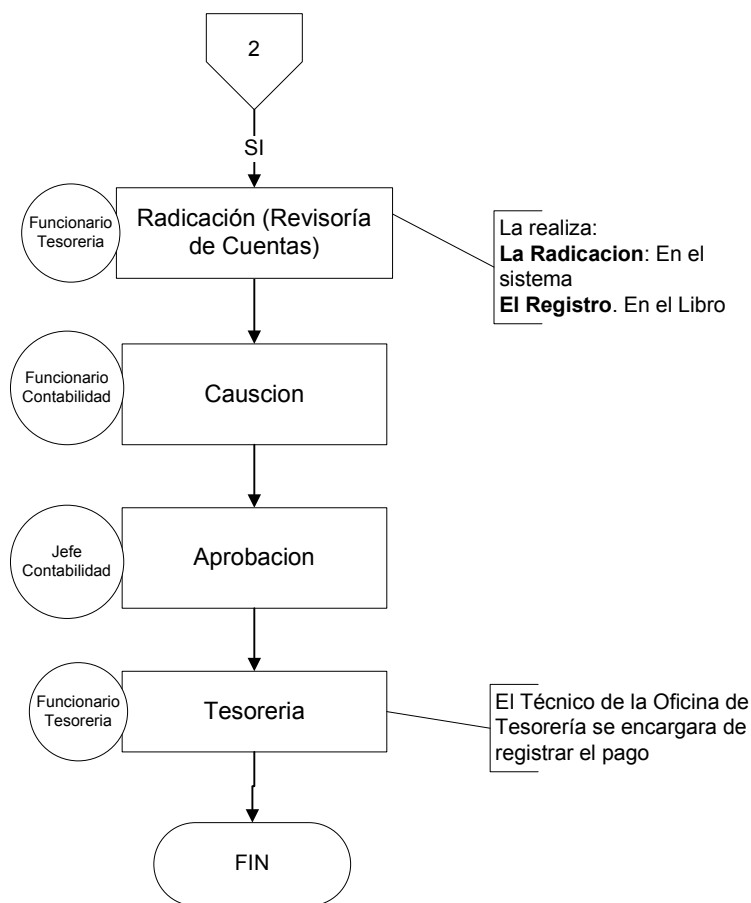 2
SI
Funcionario
Tesoreria
Radicación (Revisoría
de Cuentas)
La realiza:
La Radicacion: En el
sistema
El Registro. En el Libro
Funcionario
Contabilidad
Causcion
Jefe
Contabilidad
Aprobacion
Funcionario
Tesoreria
Tesoreria
El Técnico de la Oficina de
Tesorería se encargara de
registrar el pago
FIN